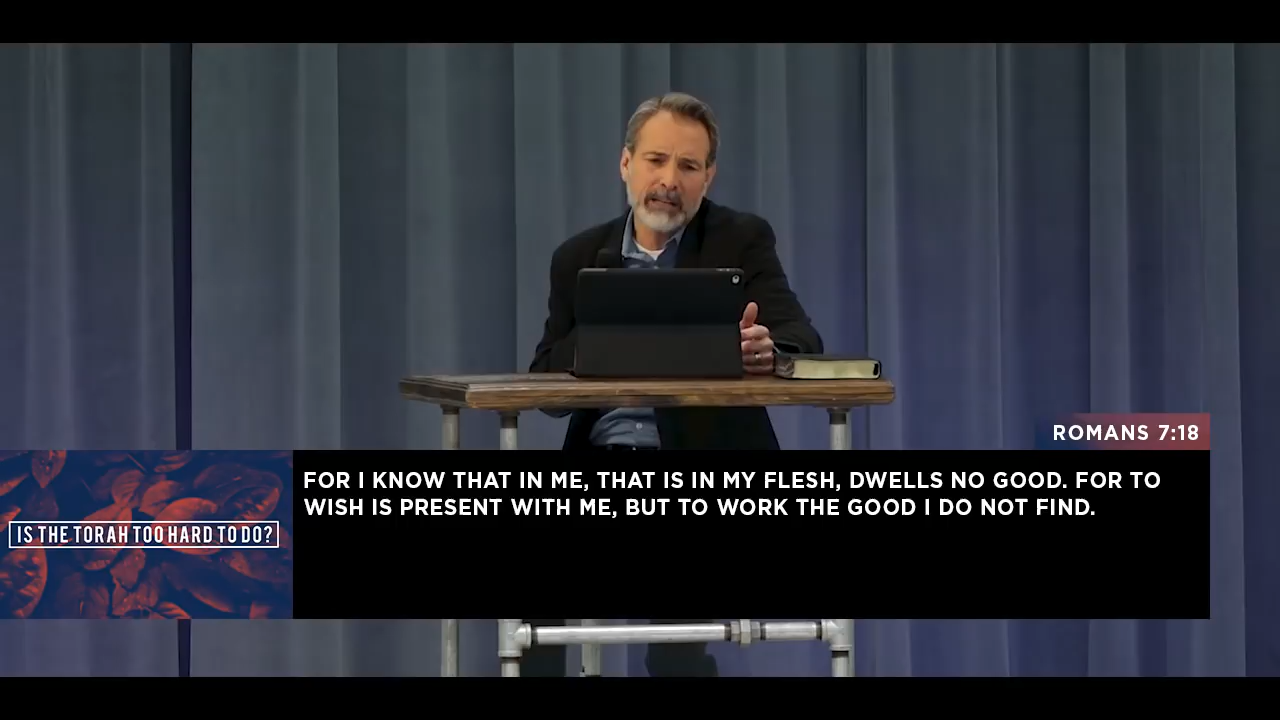 ROMANS 7:18
FOR I KNOW THAT IN ME, THAT IS IN MY FLESH, DWELLS NO GOOD. FOR TO
WISH IS PRESENT WITH ME, BUT TO WORK THE GOOD I DO NOT FIND.
IS THE TORAH TOO HARD TO DO?